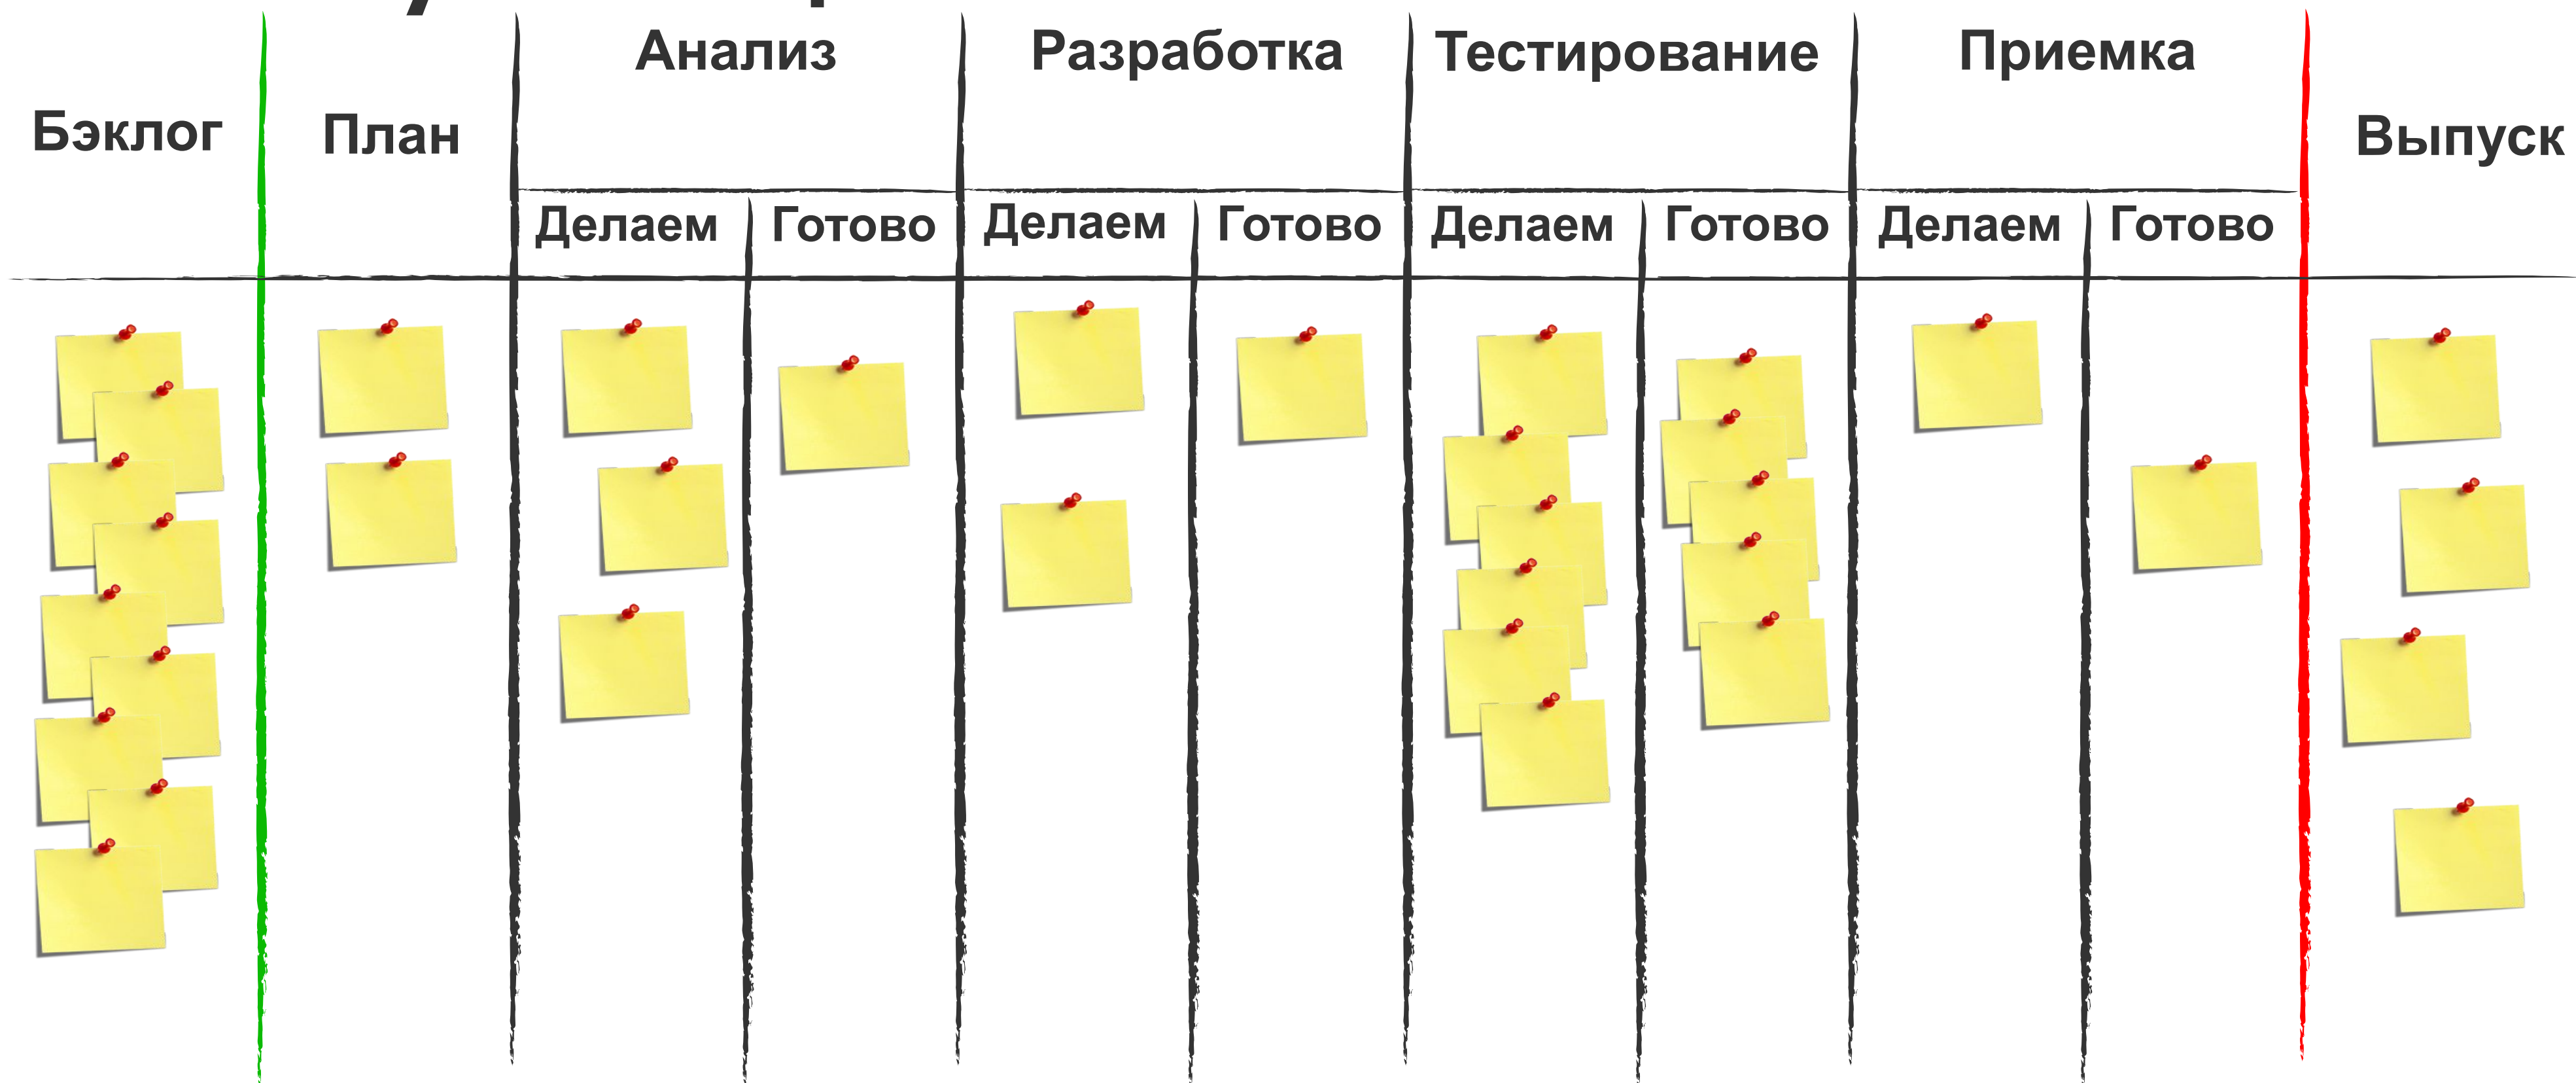 Анализ
Разработка
Тестирование
Приемка
Бэклог
План
Выпуск
Делаем
Готово
Делаем
Готово
Делаем
Готово
Делаем
Готово